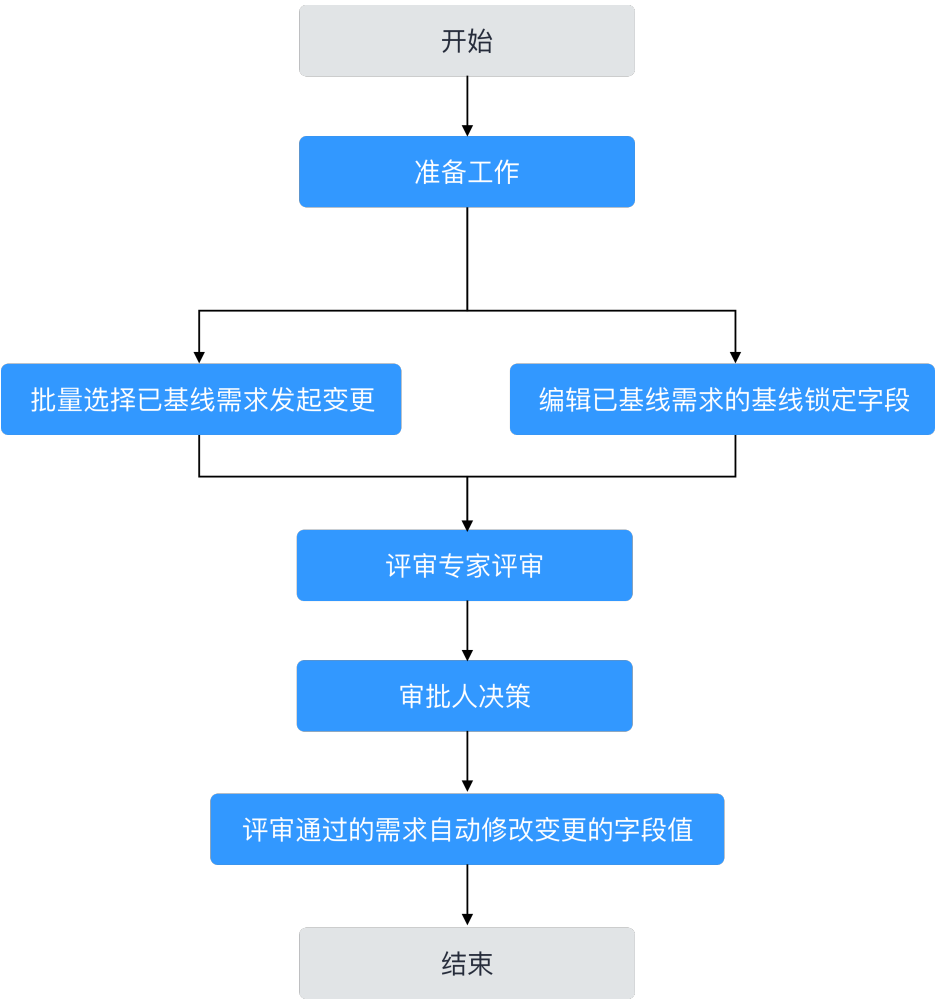 开始
准备工作
批量选择已基线需求发起变更
编辑已基线需求的基线锁定字段
评审专家评审
审批人决策
评审通过的需求自动修改变更的字段值
结束